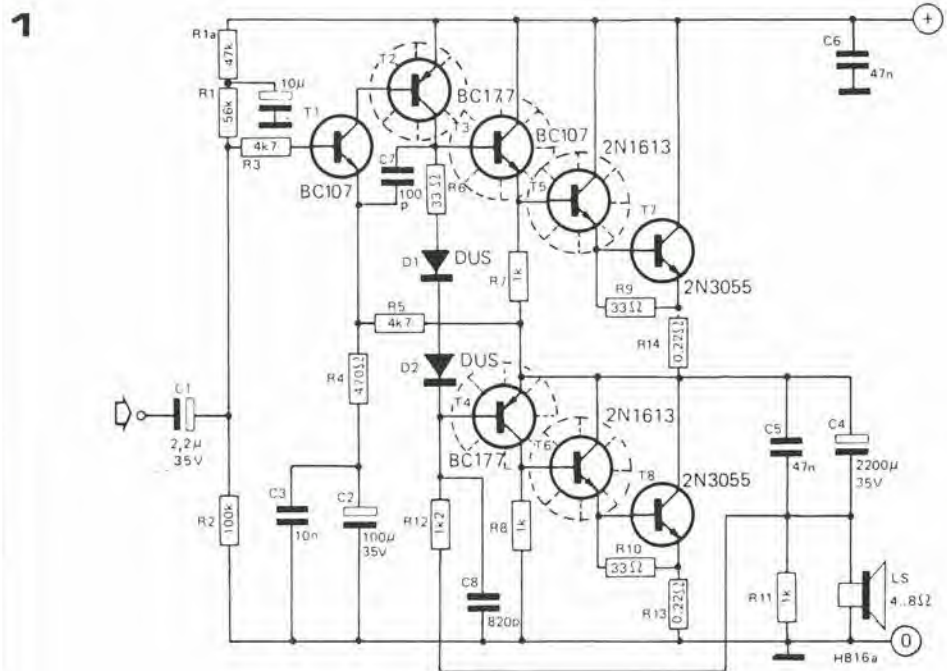 1
+
R1a
47k
R1
56k
10µ
R3
4k7
T1
BC107
T2
BC177
C7
100
p
R6
33Ω
T3
BC107
T5
2N1613
T7
2N3055
C6
47n
D1
DUS
R7
1k
R9
33Ω
R14
0,22Ω
R5
4k7
R4
470Ω
D2
DUS
T4
BC177
T6
2N1613
T8
2N3055
C1
2,2µ
35V
R2
100k
C3
10n
C2
100µ
35V
R12
1k2
C8
820p
R8
1k
R10
33Ω
R13
0,22Ω
C5
47n
C4
2200µ
35V
R11
1k
LS
4..8Ω
0
H816a